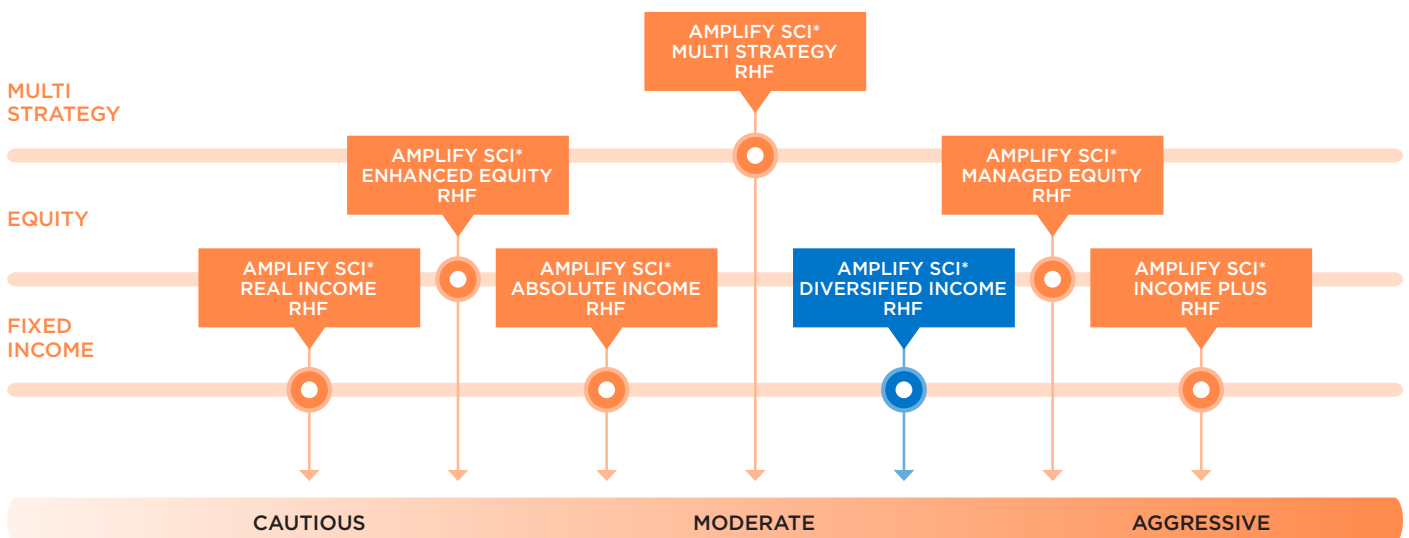 AMPLIFY SCI*
MULTI STRATEGY
RHF
MULTI
STRATEGY
AMPLIFY SCI*
ENHANCED EQUITY
RHF
AMPLIFY SCI*
MANAGED EQUITY
RHF
EQUITY
AMPLIFY SCI*
REAL INCOME
RHF
AMPLIFY SCI*
ABSOLUTE INCOME
RHF
AMPLIFY SCI*
DIVERSIFIED INCOME
RHF
AMPLIFY SCI*
INCOME PLUS
RHF
FIXED
INCOME
CAUTIOUS
MODERATE
AGGRESSIVE